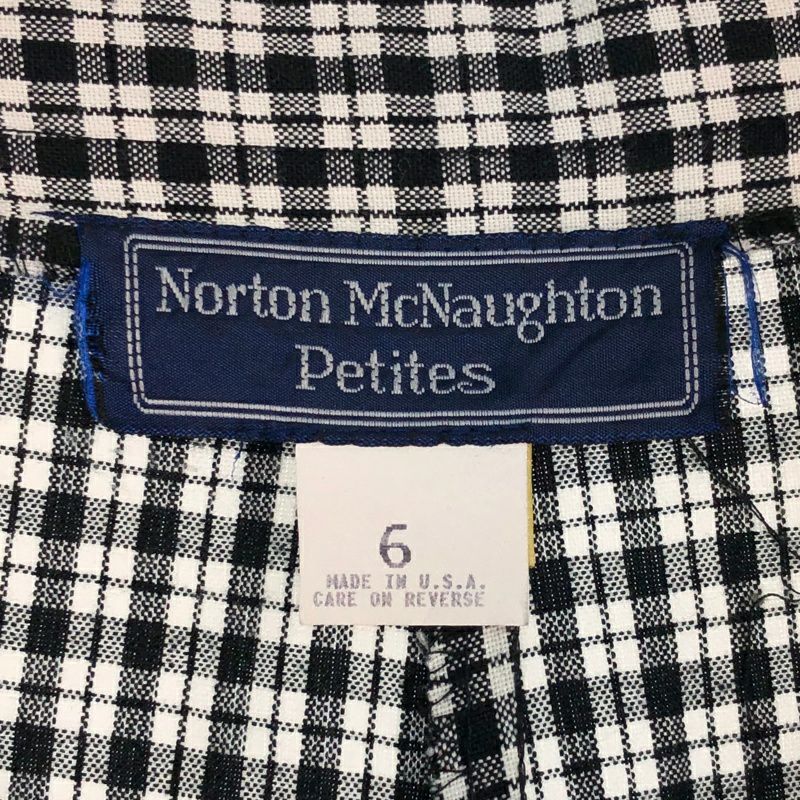 Norton McNaughton
Petites
6
MADE IN U.S.A.
CARE ON REVERSE